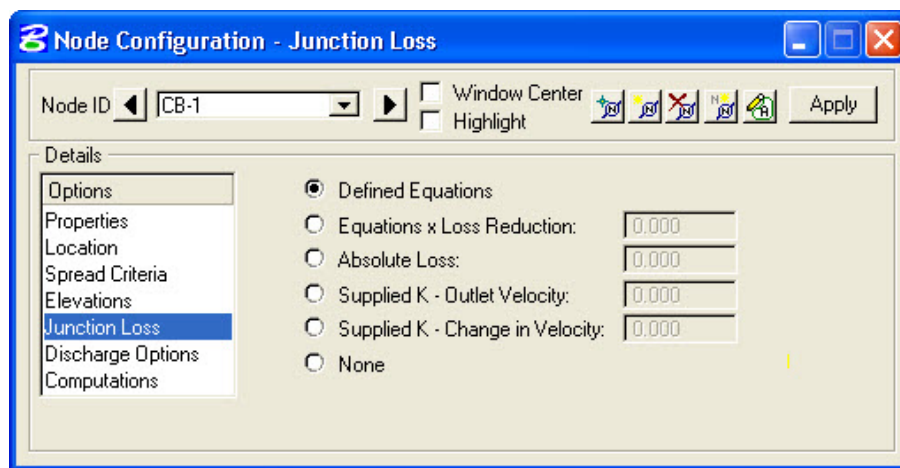 Node Configuration - Junction Loss
Node ID CB-1 Window Center Apply
Highlight
Details
Options
Properties
Location
Spread Criteria
Elevations
Junction Loss
Discharge Options
Computations
Defined Equations
Equations x Loss Reduction: 0.000
Absolute Loss: 0.000
Supplied K - Outlet Velocity: 0.000
Supplied K - Change in Velocity: 0.000
None